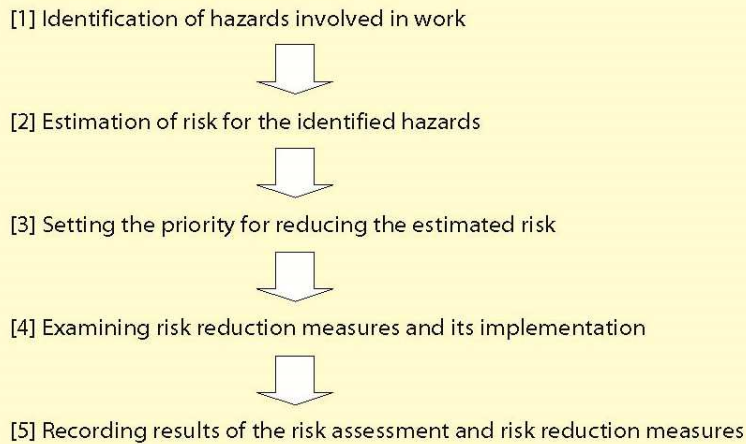 [1] Identification of hazards involved in work
[2] Estimation of risk for the identified hazards
[3] Setting the priority for reducing the estimated risk
[4] Examining risk reduction measures and its implementation
[5] Recording results of the risk assessment and risk reduction measures